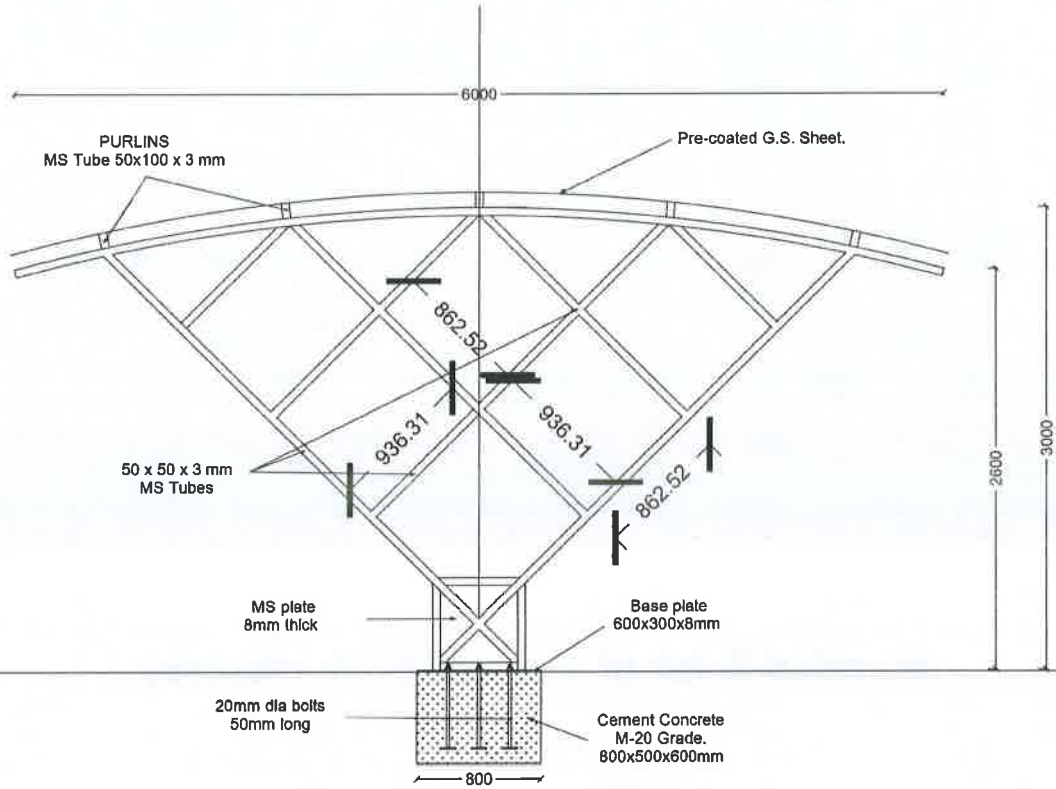 6000
PURLINS
MS Tube 50x100 x 3 mm
Pre-coated G.S. Sheet.
862.52
936.31
936.31
862.52
50 x 50 x 3 mm
MS Tubes
2600
3000
MS plate
8mm thick
Base plate
600x300x8mm
20mm dia bolts
50mm long
Cement Concrete
M-20 Grade.
800x500x600mm
800